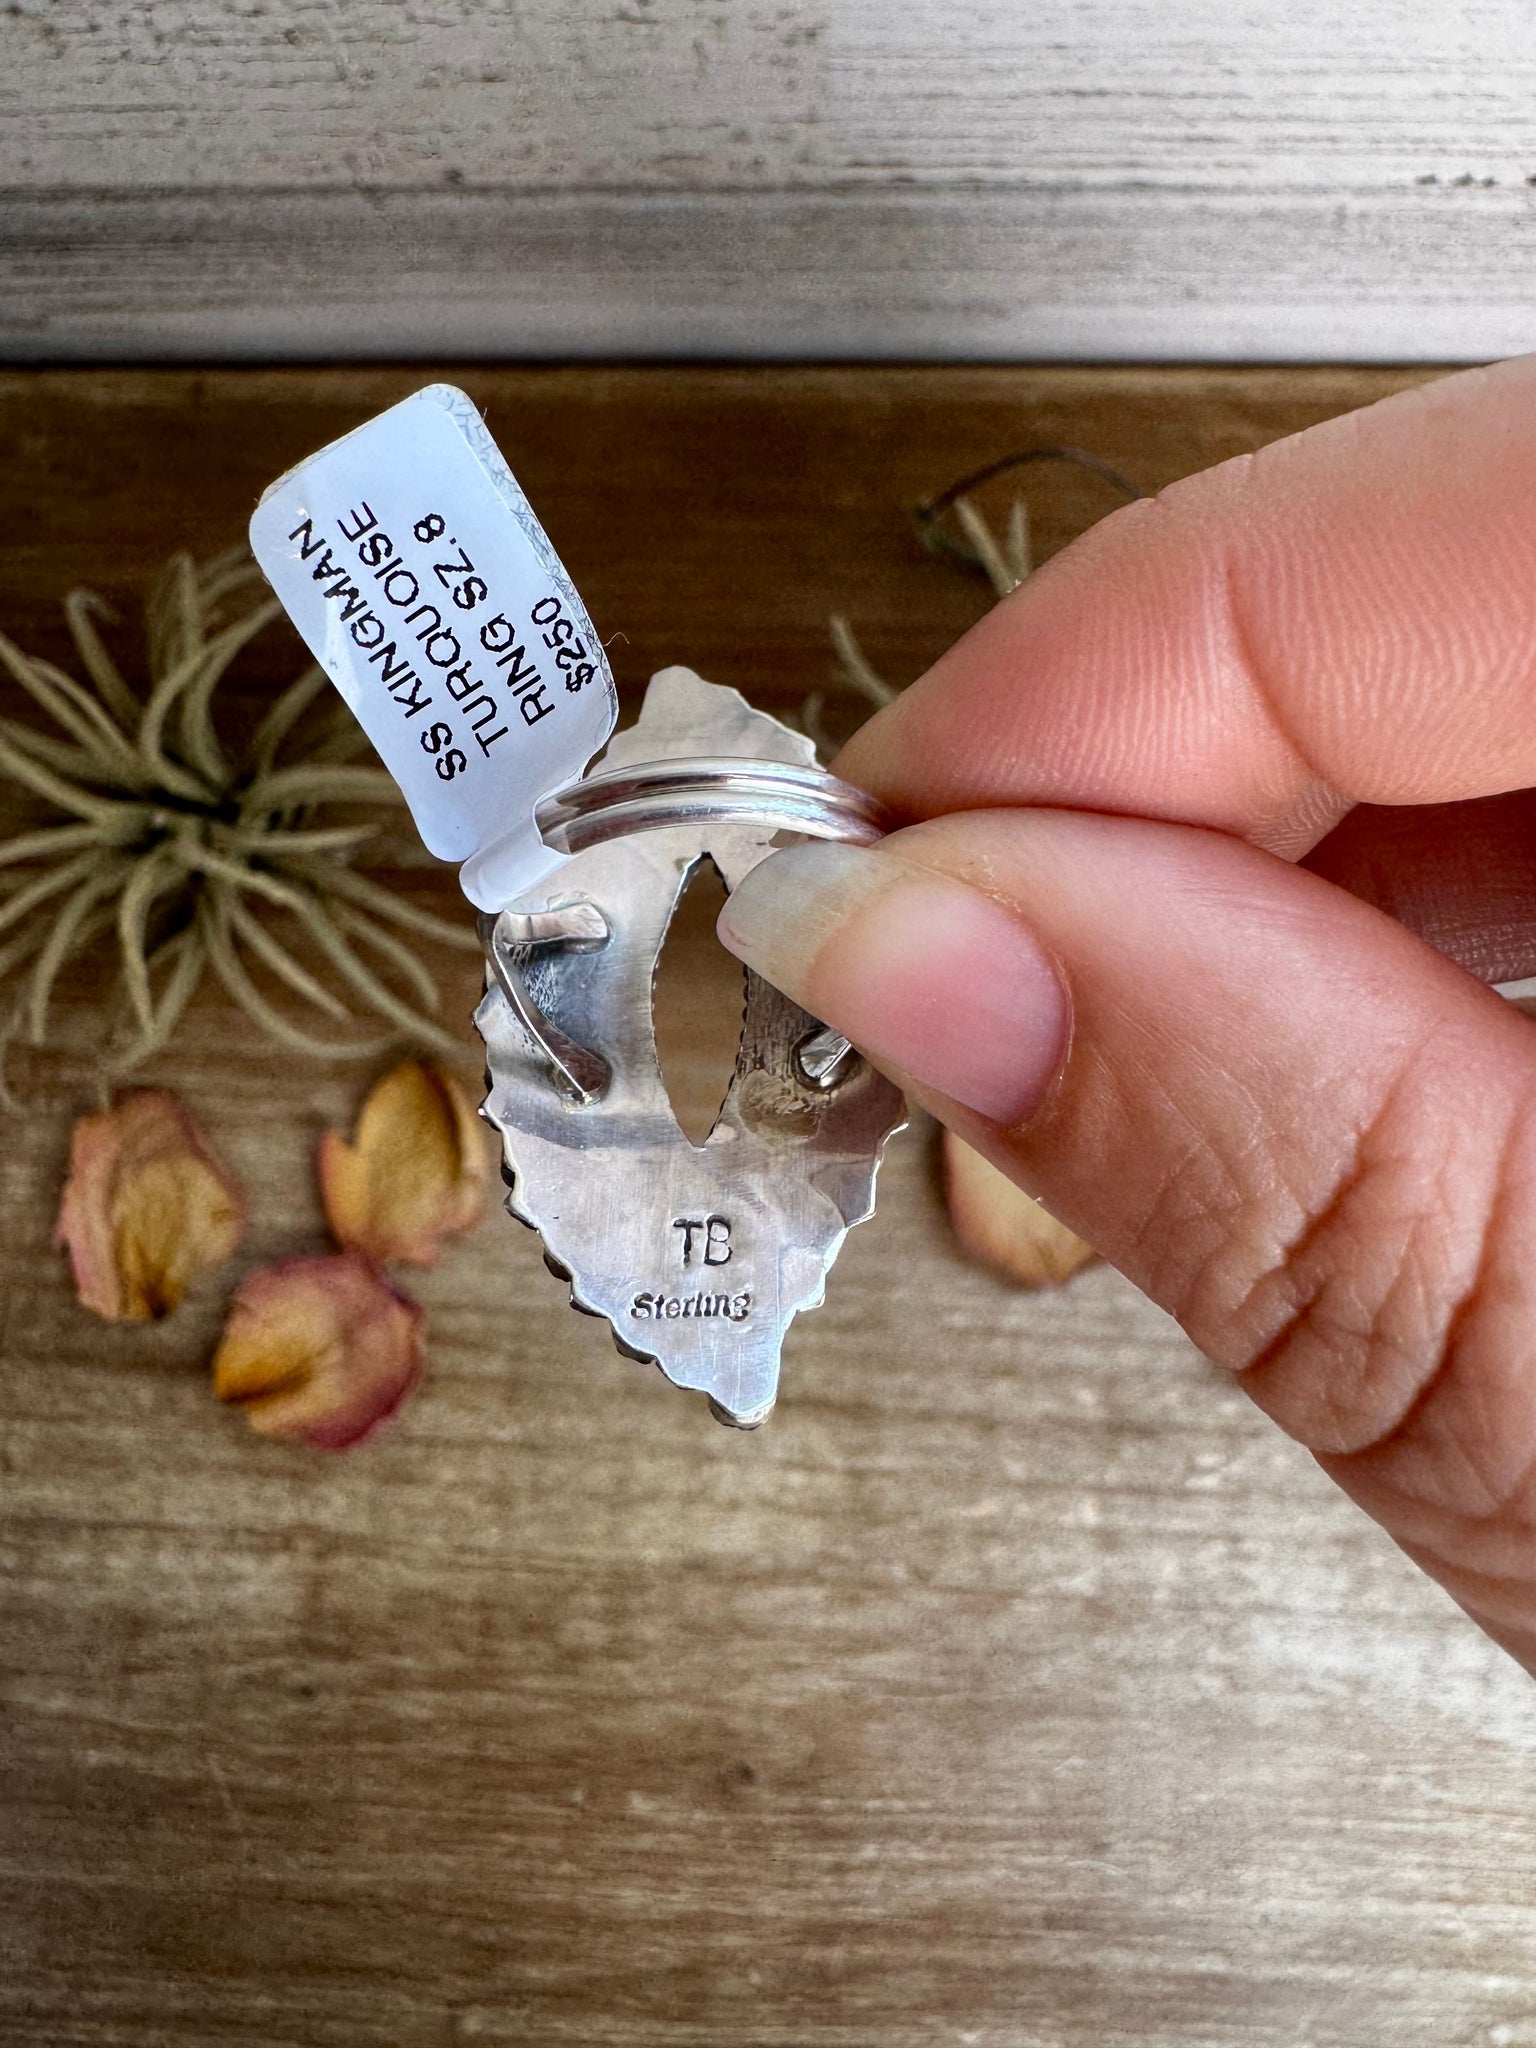 SS KINGMAN
TURQUOISE
RING SZ.8
$250
TB
Sterling